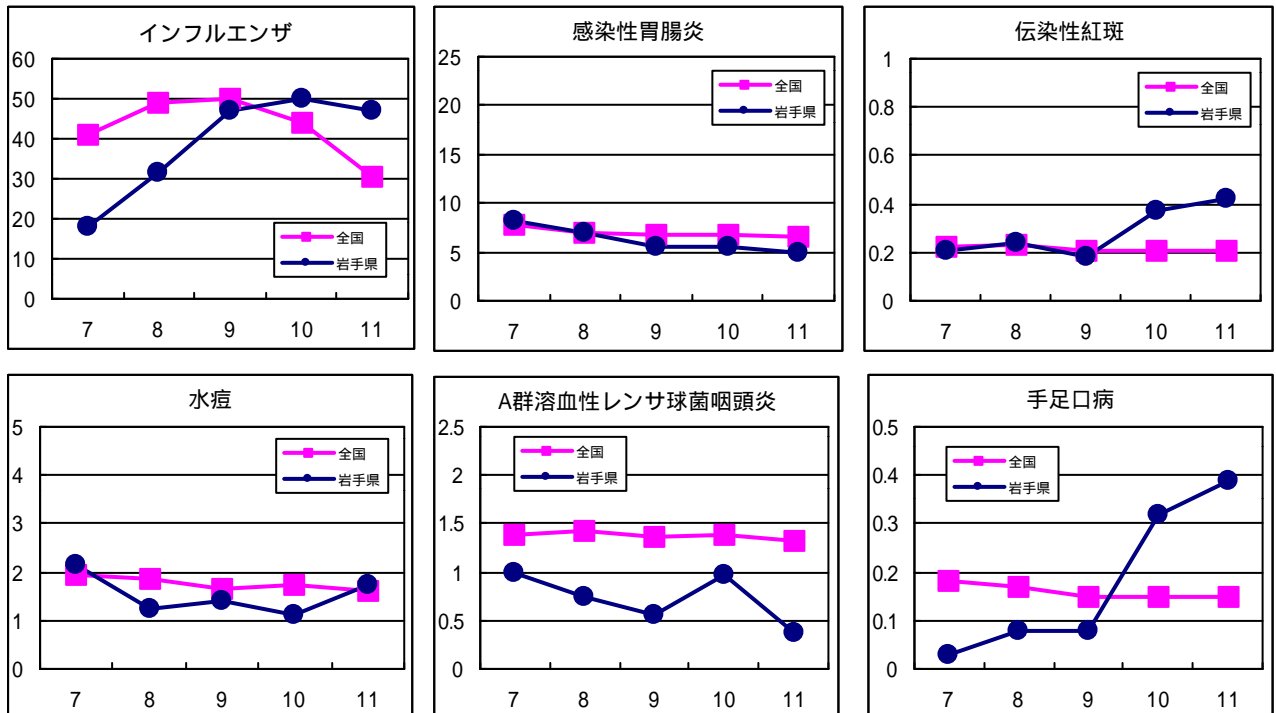 インフルエンザ
60
50
40
30
20
10
0
全国
岩手県
7 8 9 10 11
感染性胃腸炎
25
20
15
10
5
0
全国
岩手県
7 8 9 10 11
伝染性紅斑
1
0.8
0.6
0.4
0.2
0
全国
岩手県
7 8 9 10 11
水痘
5
4
3
2
1
0
全国
岩手県
7 8 9 10 11
A群溶血性レンサ球菌咽頭炎
2.5
2
1.5
1
0.5
0
全国
岩手県
7 8 9 10 11
手足口病
0.5
0.4
0.3
0.2
0.1
0
全国
岩手県
7 8 9 10 11